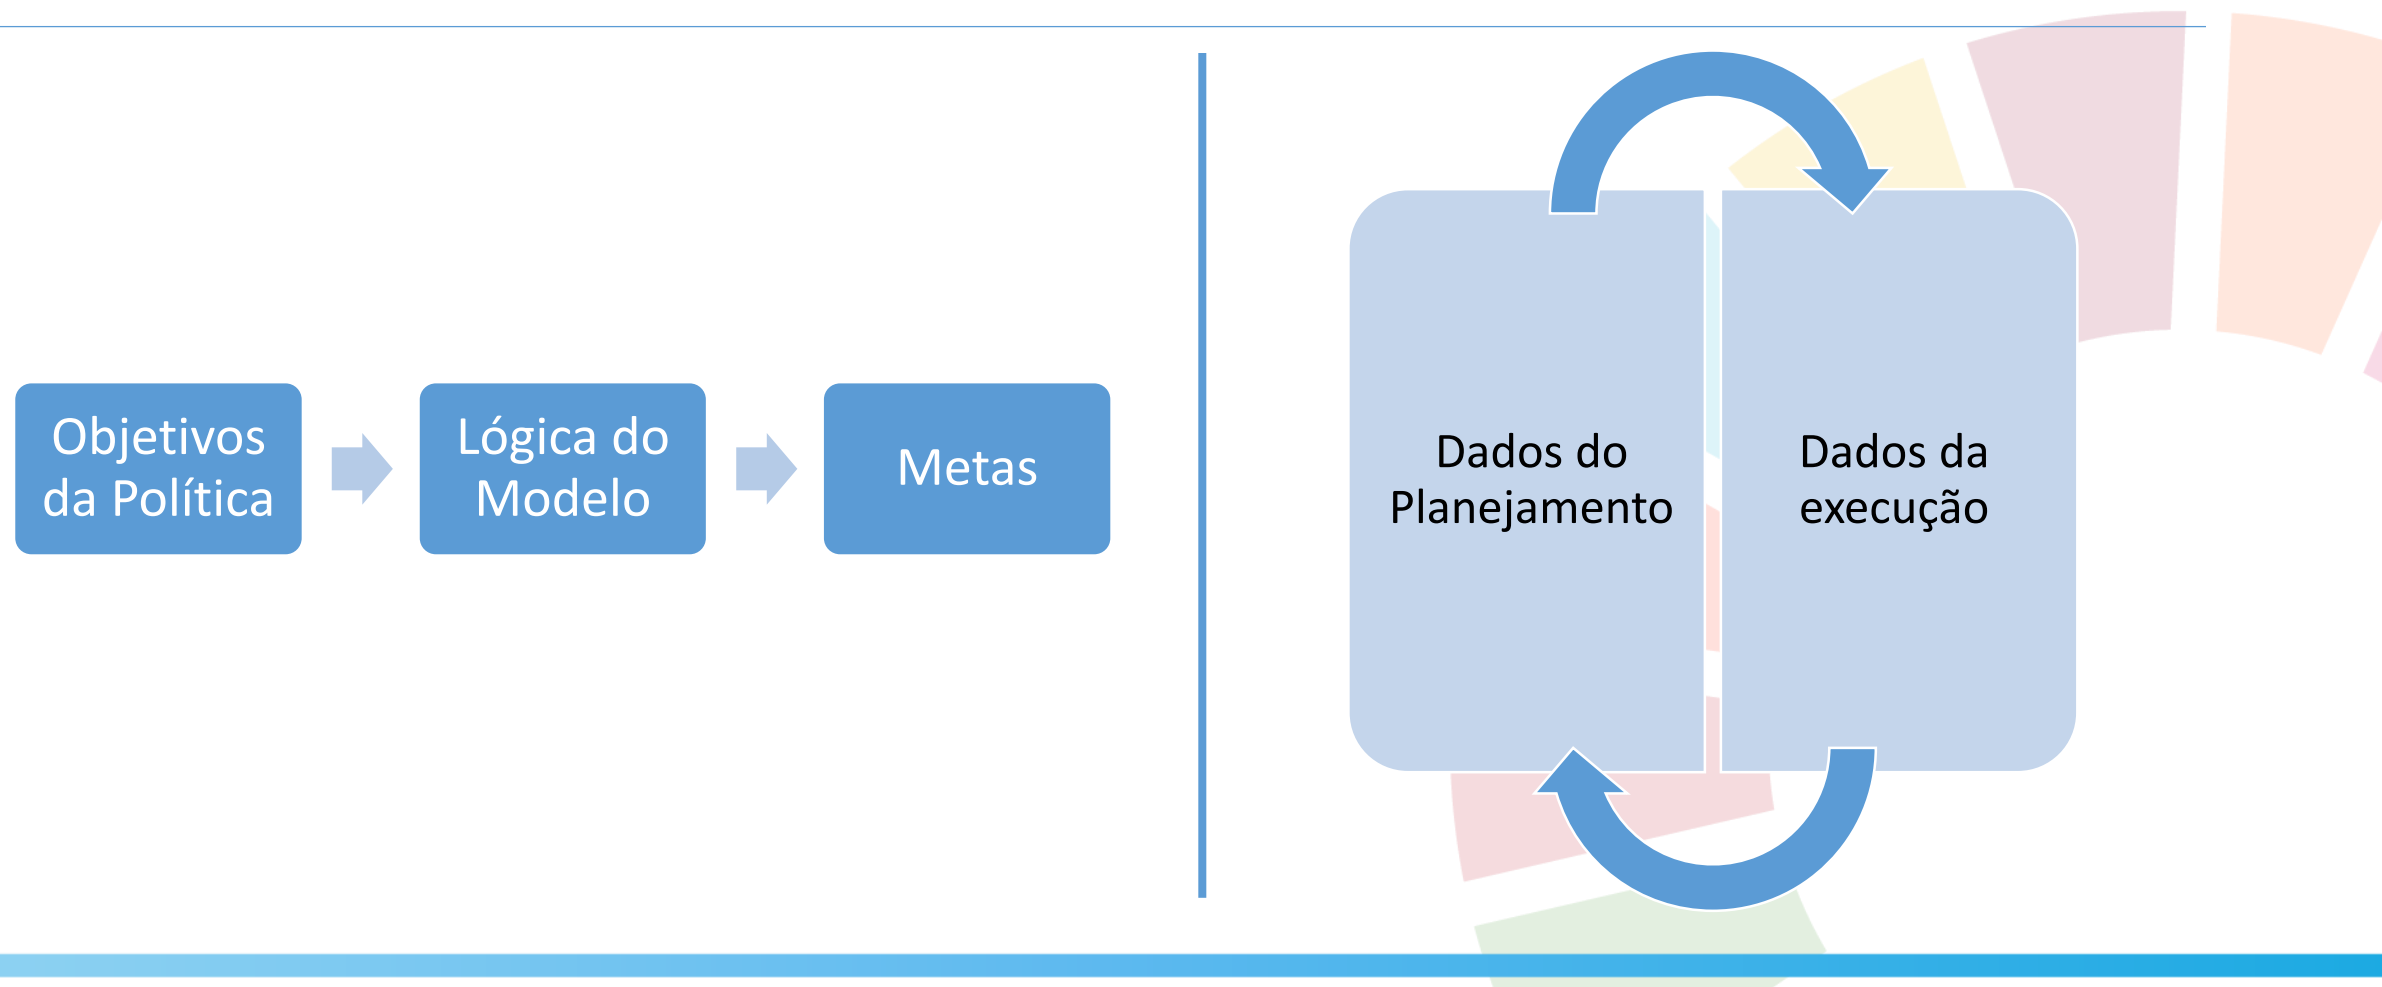 Objetivos
da Política
Lógica do
Modelo
Metas
Dados do
Planejamento
Dados da
execução